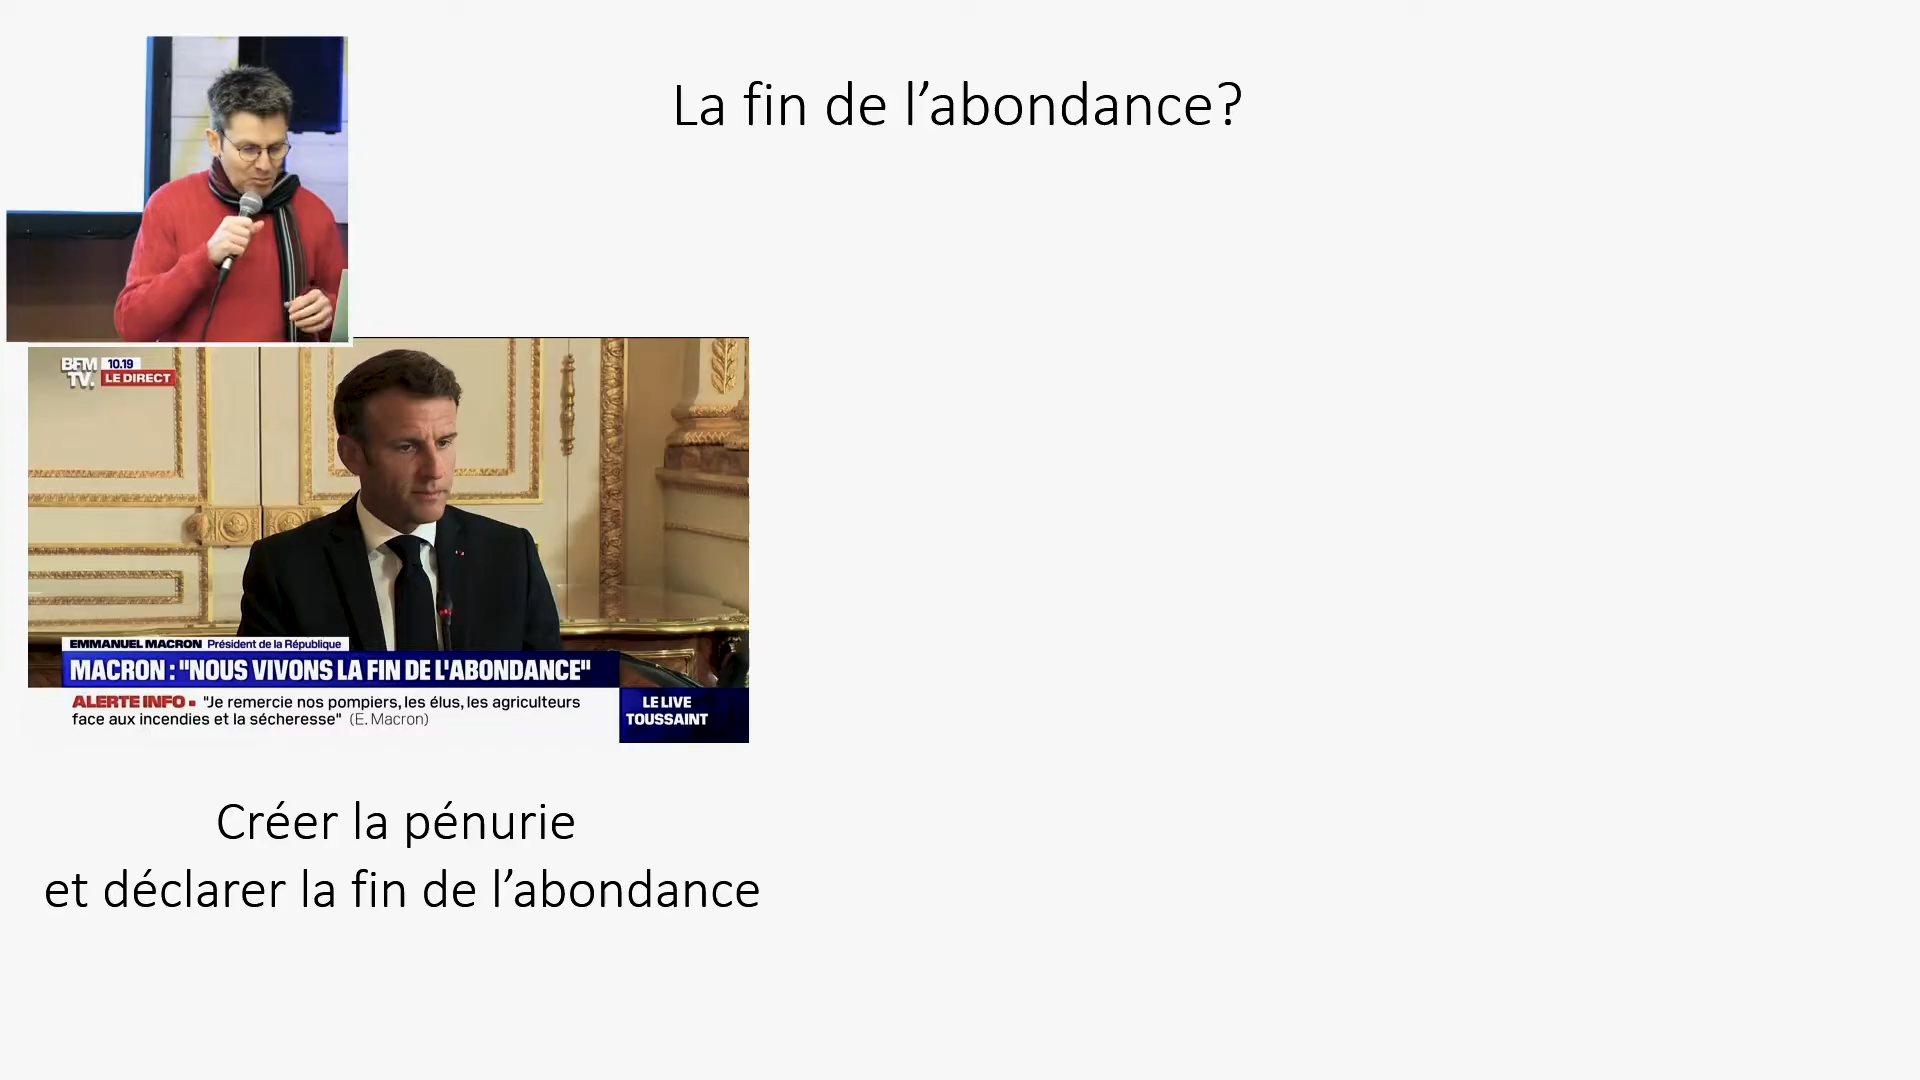 La fin de l’abondance?
BFM 10.19
TV. LE DIRECT
EMMANUEL MACRON Président de la République
MACRON : "NOUS VIVONS LA FIN DE L'ABONDANCE"
ALERTE INFO ▪ "Je remercie nos pompiers, les élus, les agriculteurs
face aux incendies et la sécheresse" (E. Macron)
LE LIVE
TOUSSAINT
Créer la pénurie
et déclarer la fin de l’abondance